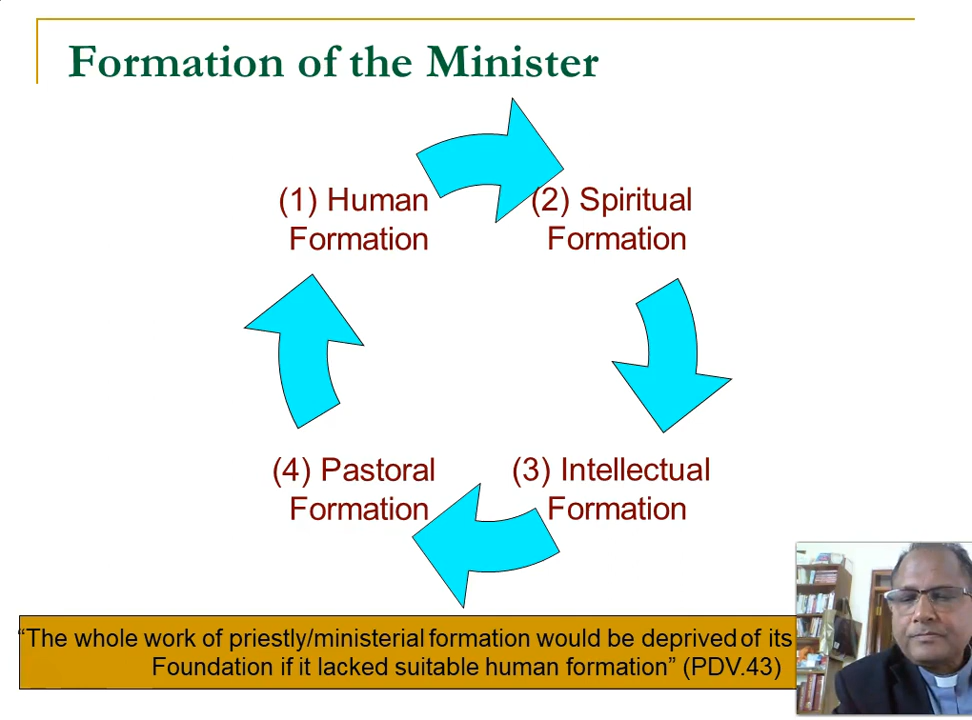 Formation of the Minister
(1) Human
Formation
(2) Spiritual
Formation
(4) Pastoral
Formation
(3) Intellectual
Formation
“The whole work of priestly/ministerial formation would be deprived of its
Foundation if it lacked suitable human formation” (PDV.43)